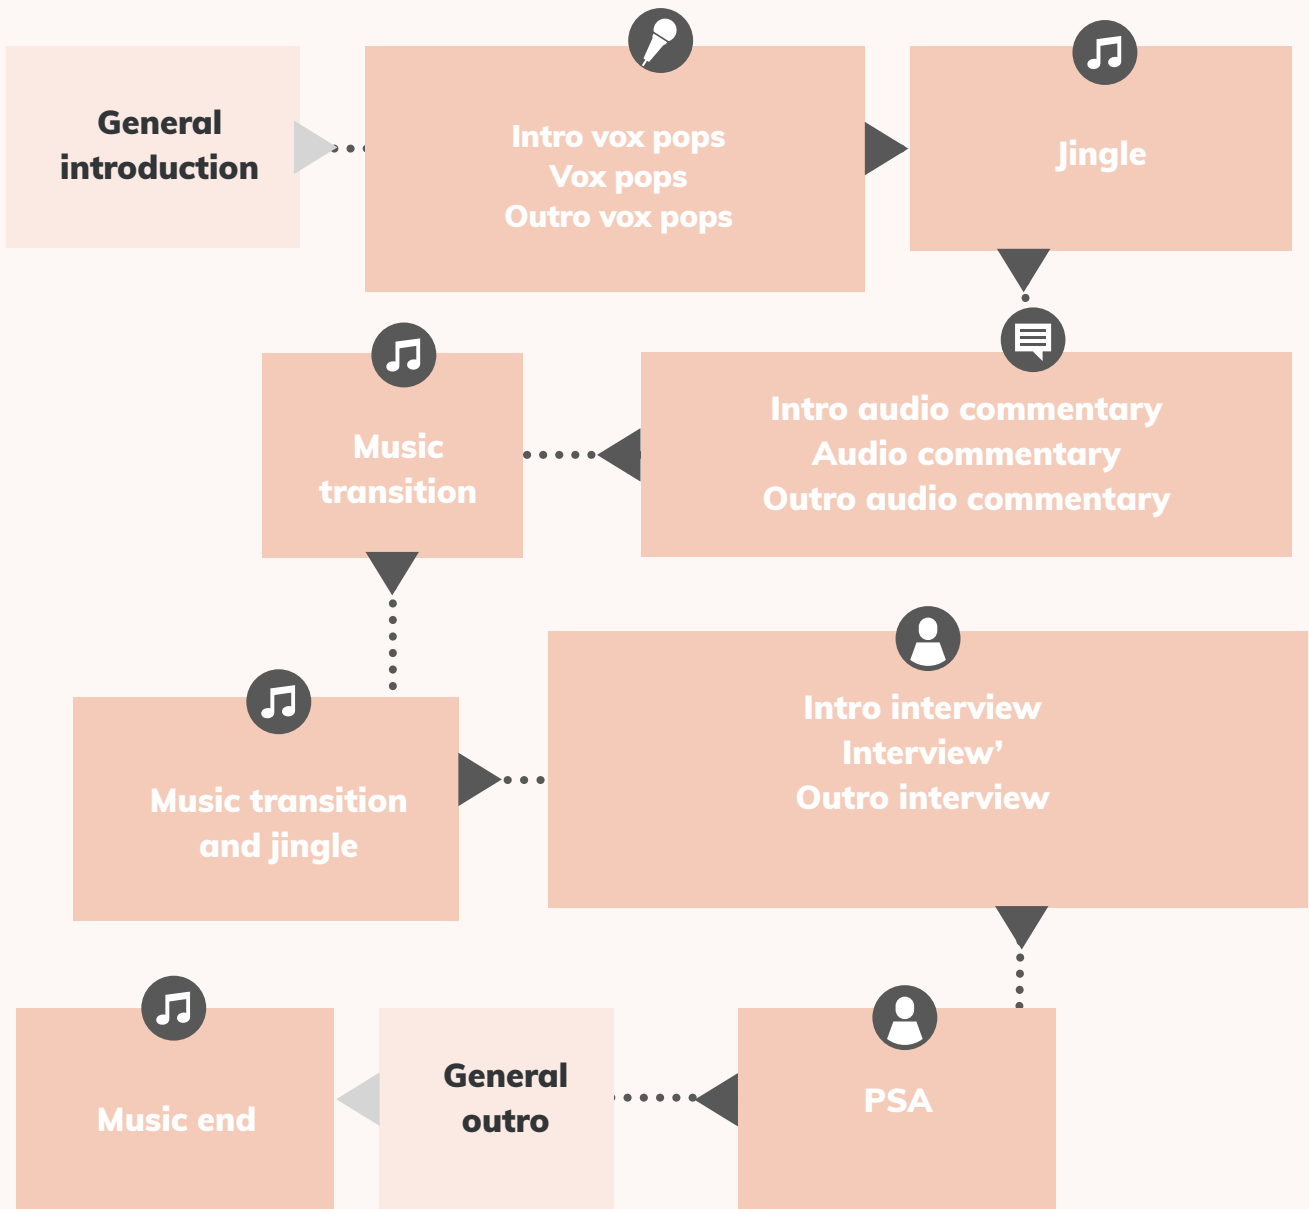 General
introduction
Intro vox pops
Vox pops
Outro vox pops
Jingle
Intro audio commentary
Audio commentary
Outro audio commentary
Music
transition
Music transition
and jingle
Intro interview
Interview’
Outro interview
PSA
General
outro
Music end